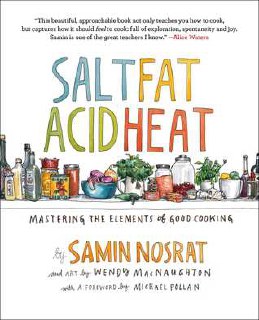 "This beautiful, approachable book not only teaches you how to cook,
but captures how it should feel to cook: full of exploration, spontaneity and joy.
Samin is one of the great teachers I know." —Alice Waters
SALT FAT
ACID HEAT
MASTERING THE ELEMENTS of GOOD COOKING
by SAMIN NOSRAT
and ART by WENDY MACNAUGHTON
with A FOREWORD by MICHAEL POLLAN